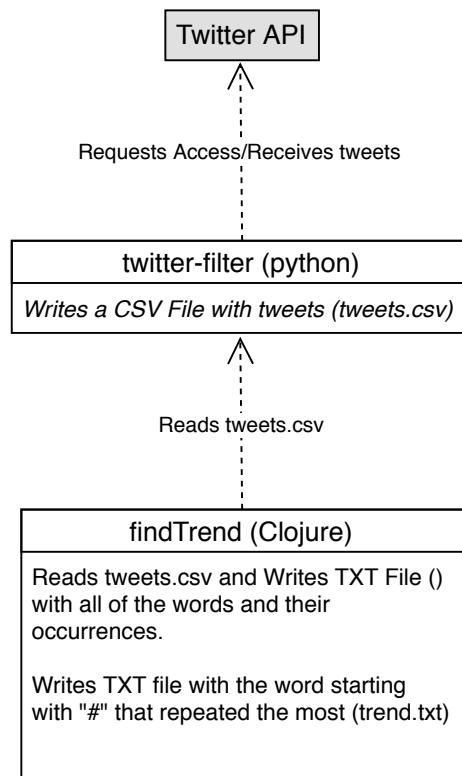 Twitter API
Requests Access/Receives tweets
twitter-filter (python)
Writes a CSV File with tweets (tweets.csv)
Reads tweets.csv
findTrend (Clojure)
Reads tweets.csv and Writes TXT File ()
with all of the words and their
occurrences.
Writes TXT file with the word starting
with "#" that repeated the most (trend.txt)